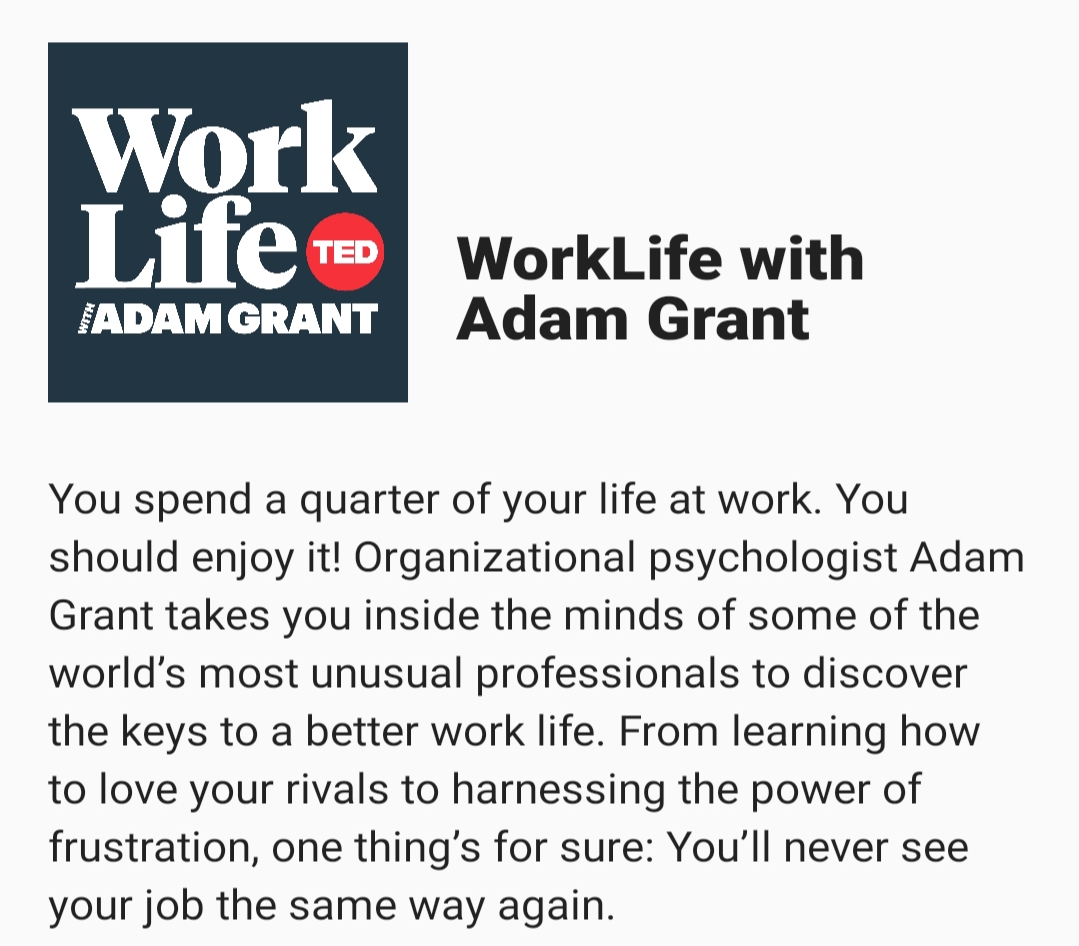 Work
Life TED
WITH ADAM GRANT
WorkLife with
Adam Grant
You spend a quarter of your life at work. You
should enjoy it! Organizational psychologist Adam
Grant takes you inside the minds of some of the
world’s most unusual professionals to discover
the keys to a better work life. From learning how
to love your rivals to harnessing the power of
frustration, one thing’s for sure: You’ll never see
your job the same way again.